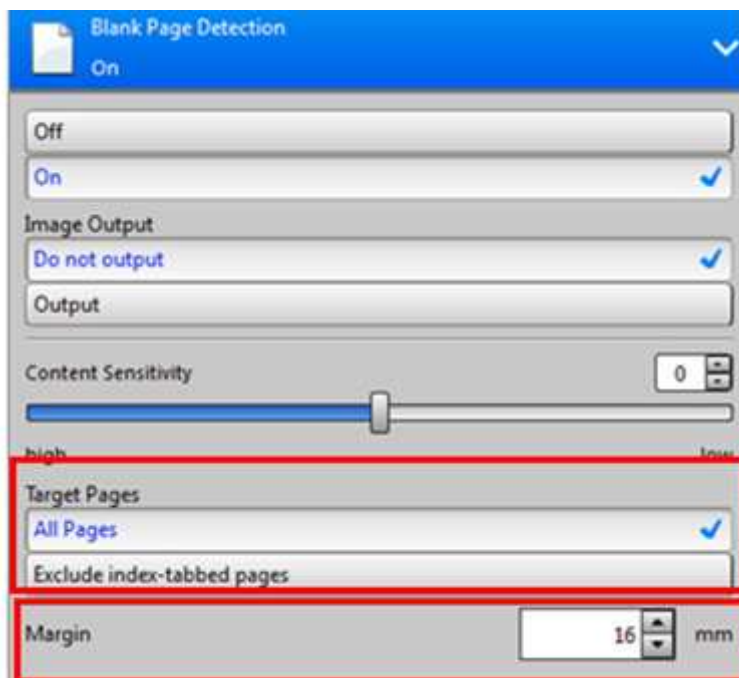 Blank Page Detection
On
Off
On
Image Output
Do not output
Output
Content Sensitivity 0
high low
Target Pages
All Pages
Exclude index-tabbed pages
Margin 16 mm